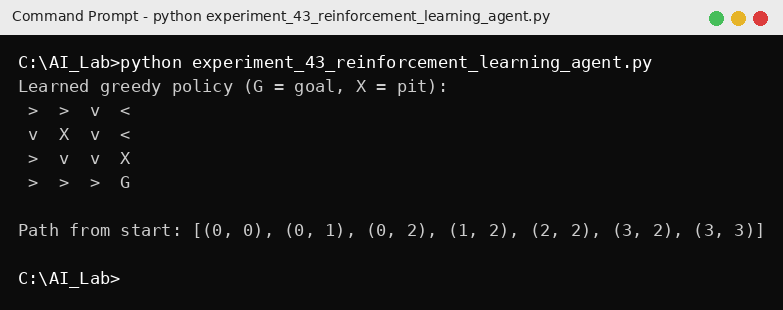 Command Prompt - python experiment_43_reinforcement_learning_agent.py
C:\AI_Lab>python experiment_43_reinforcement_learning_agent.py
Learned greedy policy (G = goal, X = pit):
 >  >  v  <
 v  X  v  <
 >  v  v  X
 >  >  >  G
Path from start: [(0, 0), (0, 1), (0, 2), (1, 2), (2, 2), (3, 2), (3, 3)]
C:\AI_Lab>